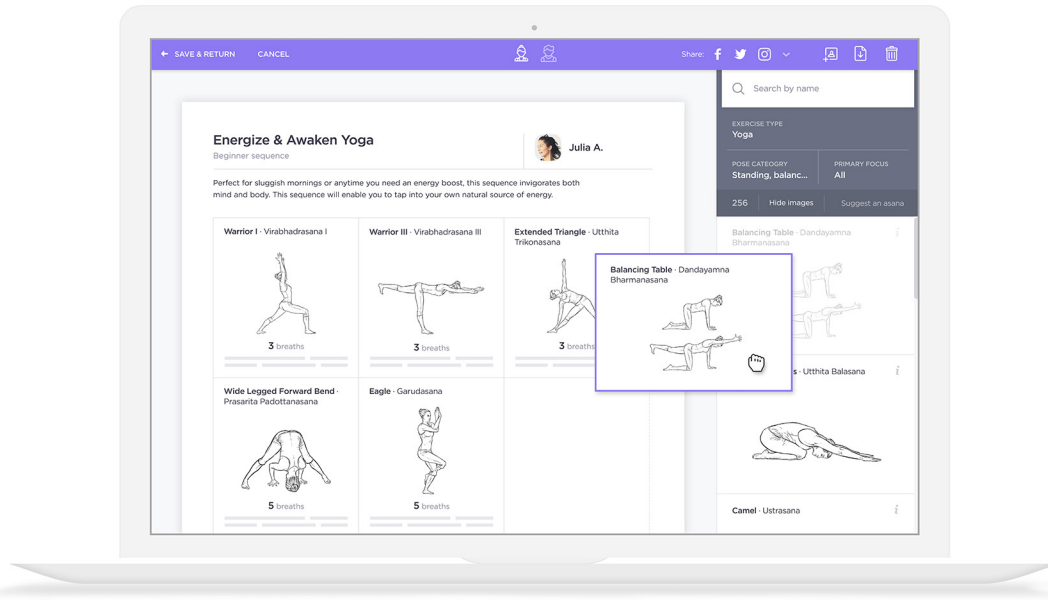 SAVE & RETURN
CANCEL
Share:
Energize & Awaken Yoga
Beginner sequence
Julia A.
Perfect for sluggish mornings or anytime you need an energy boost, this sequence invigorates both
mind and body. This sequence will enable you to tap into your own natural source of energy.
Warrior I · Virabhadrasana I
3 breaths
Warrior III · Virabhadrasana III
3 breaths
Extended Triangle · Utthita
Trikonasana
3 breaths
Balancing Table · Dandayamna
Bharmanasana
Wide Legged Forward Bend ·
Prasarita Padottanasana
5 breaths
Eagle · Garudasana
5 breaths
Search by name
EXERCISE TYPE
Yoga
POSE CATEOGRY
Standing, balanc...
PRIMARY FOCUS
All
256
Hide images
Suggest an asana
Balancing Table · Dandayamna
Bharmanasana
i
s · Utthita Balasana
i
Camel · Ustrasana
i